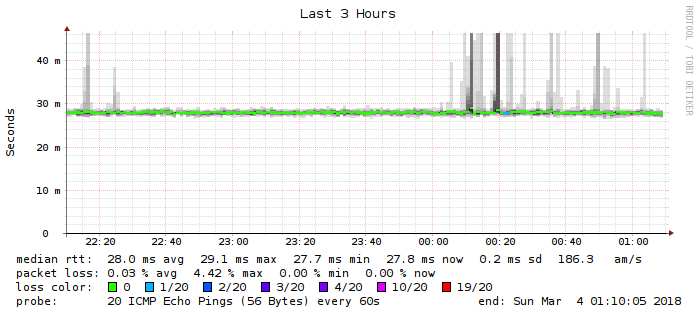 Last 3 Hours
RRDTOOL / TOBI OETIKER
Seconds
40 m
30 m
20 m
10 m
0
22:20 22:40 23:00 23:20 23:40 00:00 00:20 00:40 01:00
median rtt: 28.0 ms avg 29.1 ms max 27.7 ms min 27.8 ms now 0.2 ms sd 186.3 am/s
packet loss: 0.03 % avg 4.42 % max 0.00 % min 0.00 % now
loss color: 0 1/20 2/20 3/20 4/20 10/20 19/20
probe: 20 ICMP Echo Pings (56 Bytes) every 60s end: Sun Mar 4 01:10:05 2018